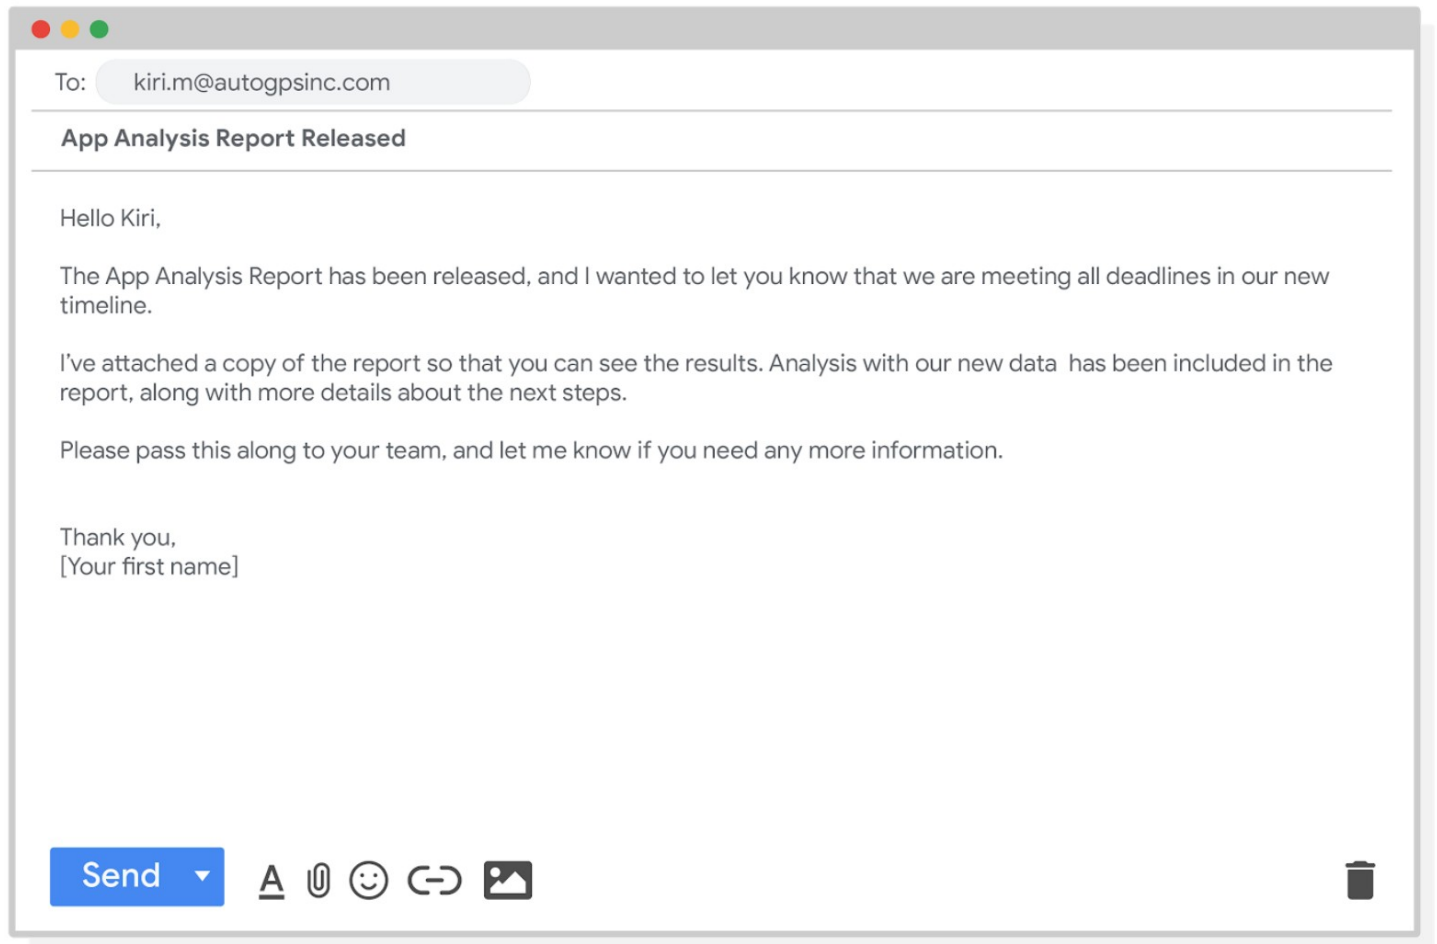 To: kiri.m@autogpsinc.com
App Analysis Report Released
Hello Kiri,
The App Analysis Report has been released, and I wanted to let you know that we are meeting all deadlines in our new
timeline.
I’ve attached a copy of the report so that you can see the results. Analysis with our new data  has been included in the
report, along with more details about the next steps.
Please pass this along to your team, and let me know if you need any more information.
Thank you,
[Your first name]
Send
A